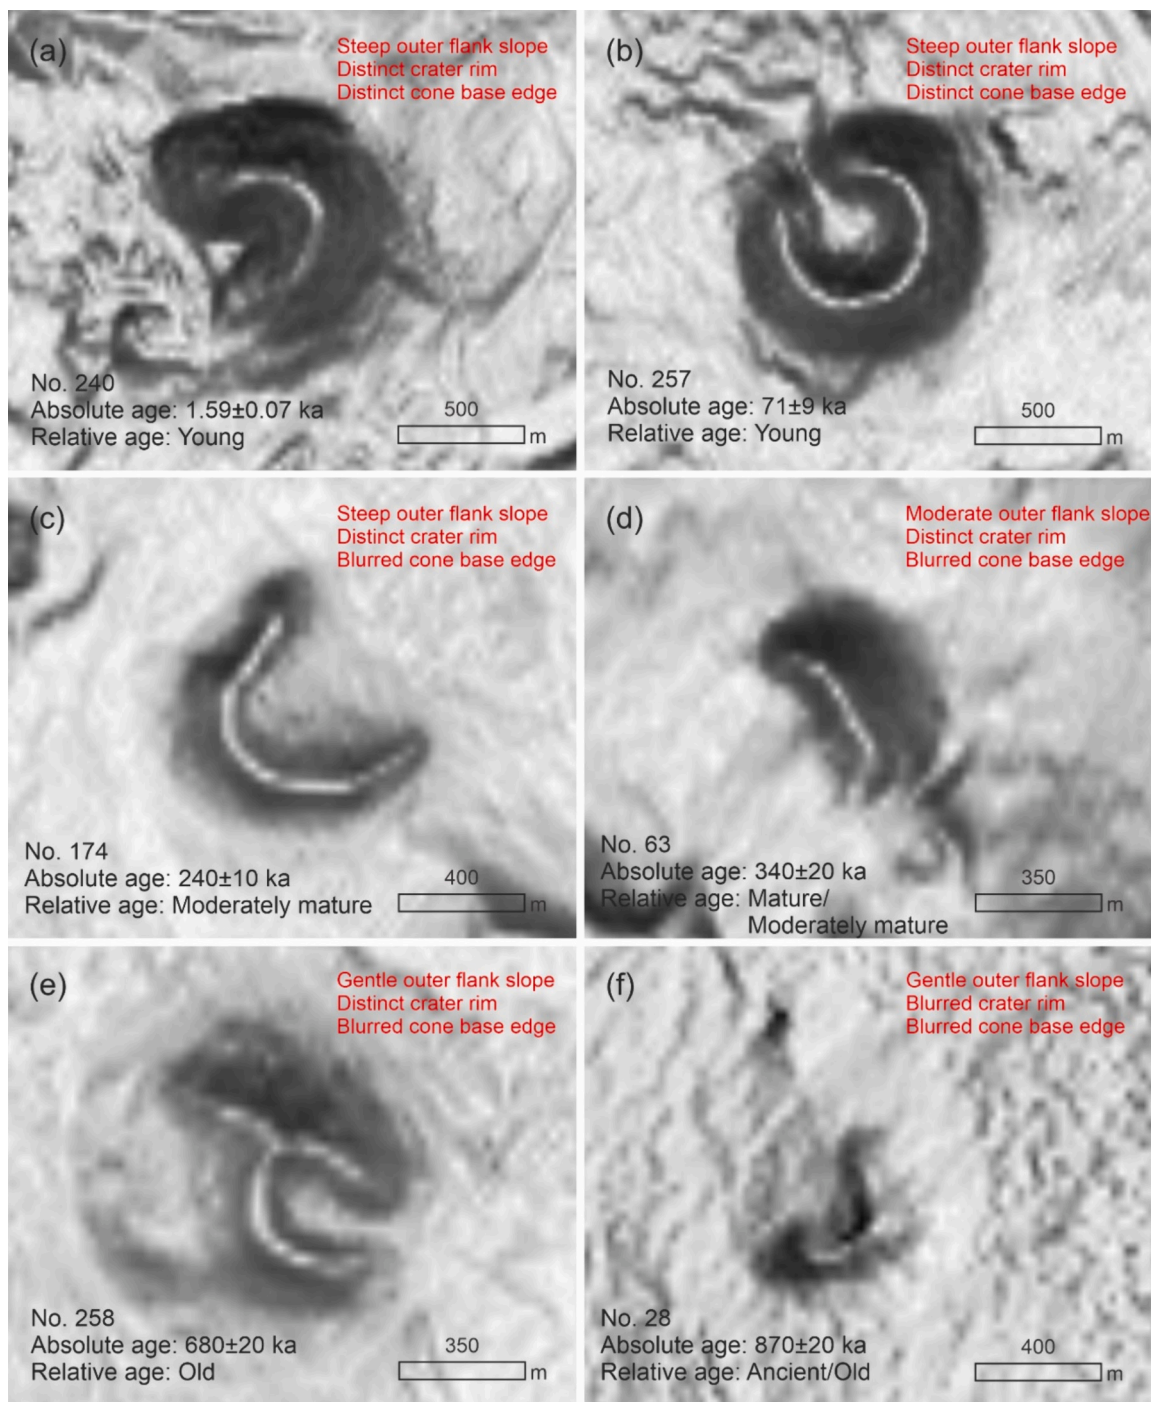 (a)
Steep outer flank slope
Distinct crater rim
Distinct cone base edge
No. 240
Absolute age: 1.59±0.07 ka
Relative age: Young
500
m
(b)
Steep outer flank slope
Distinct crater rim
Distinct cone base edge
No. 257
Absolute age: 71±9 ka
Relative age: Young
500
m
(c)
Steep outer flank slope
Distinct crater rim
Blurred cone base edge
No. 174
Absolute age: 240±10 ka
Relative age: Moderately mature
400
m
(d)
Moderate outer flank slope
Distinct crater rim
Blurred cone base edge
No. 63
Absolute age: 340±20 ka
Relative age: Mature/
Moderately mature
350
m
(e)
Gentle outer flank slope
Distinct crater rim
Blurred cone base edge
No. 258
Absolute age: 680±20 ka
Relative age: Old
350
m
(f)
Gentle outer flank slope
Blurred crater rim
Blurred cone base edge
No. 28
Absolute age: 870±20 ka
Relative age: Ancient/Old
400
m